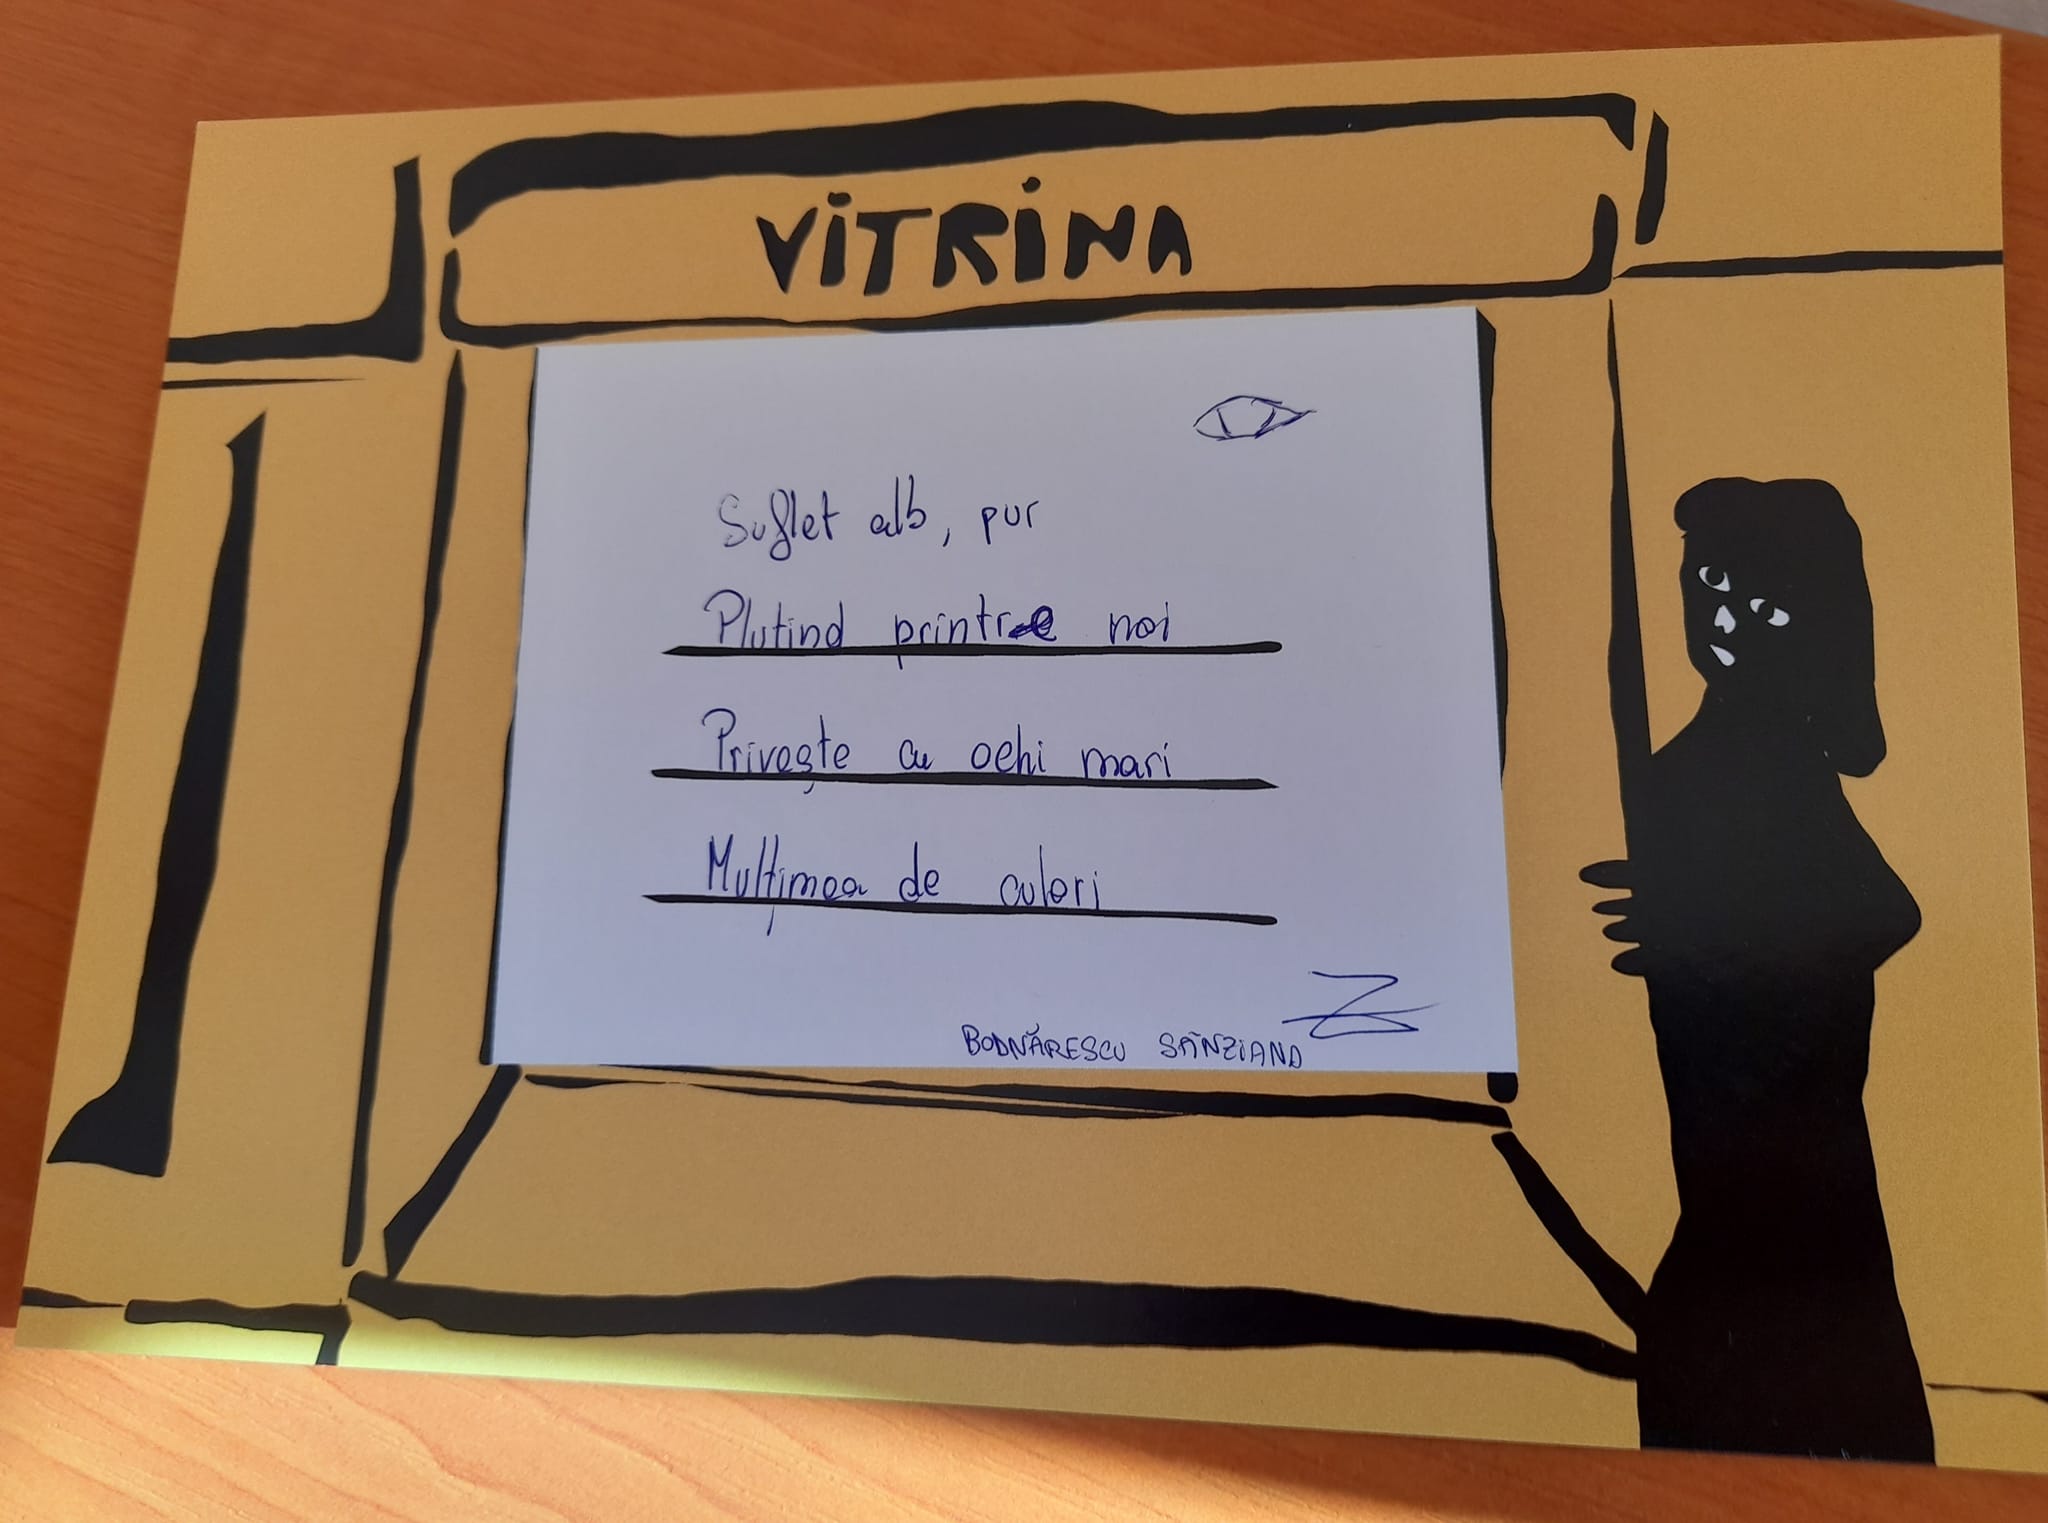 ViTRiNA
Suflet alb, pur
Plutind printre noi
Privește cu ochi mari
Mulțimea de culori
BODNĂRESCU SÂNZIANA